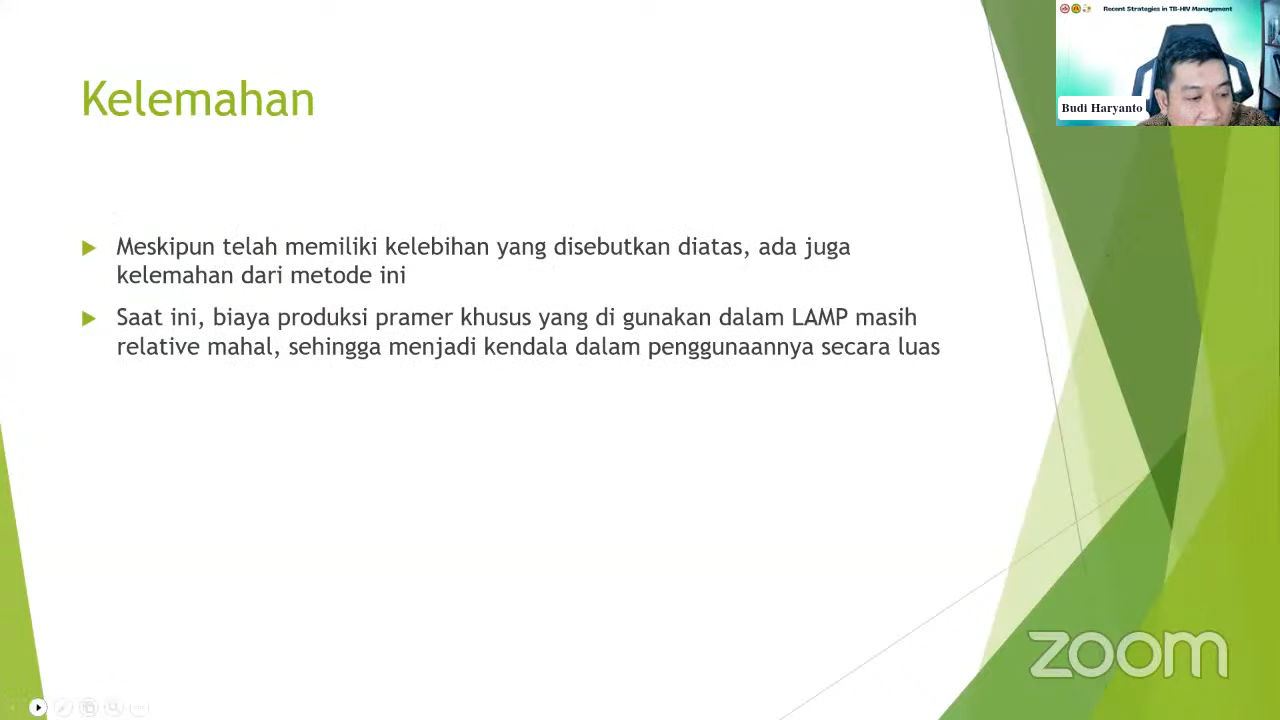 Recent Strategies in TB-HIV Management
Budi Haryanto
Kelemahan
Meskipun telah memiliki kelebihan yang disebutkan diatas, ada juga
kelemahan dari metode ini
Saat ini, biaya produksi pramer khusus yang di gunakan dalam LAMP masih
relative mahal, sehingga menjadi kendala dalam penggunaannya secara luas
zoom